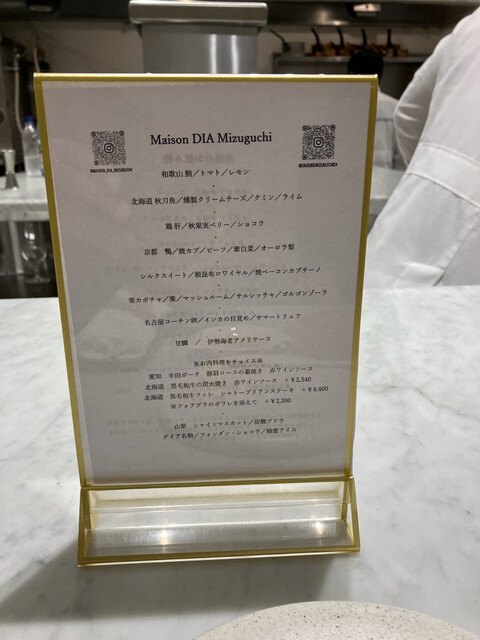 Maison DIA Mizuguchi
@MAISON_DIA_MIZUGUCHI
和歌山 鮪／トマト／レモン
北海道 秋刀魚／燻製クリームチーズ／クミン／ライム
鶏 肝／秋果実ベリー／ショコラ
京都 鴨／焼カブ／ビーツ／紫白菜／オーロラ梨
シルクスイート／根昆布ロワイヤル／焼ベーコンカプチーノ
栗カボチャ／栗／マッシュルーム／サルシッチャ／ゴルゴンゾーラ
名古屋コーチン卵／インカの目覚め／サマートリュフ
甘鯛 ／ 伊勢海老アメリケーヌ
※お肉料理をチョイス※
愛知 半田ポーク 肩ロースの藁焼き 赤ワインソース
北海道 黒毛和牛の炭火焼き 赤ワインソース ＋￥2,540
北海道 黒毛和牛フィレ シャトーブリアンステーキ ＋￥4,400
※フォアグラのポワレを添えて ＋￥2,200
山梨 シャインマスカット／炭酸ブドウ
ダイア名物／フォンダン・ショコラ／蜂蜜アイス